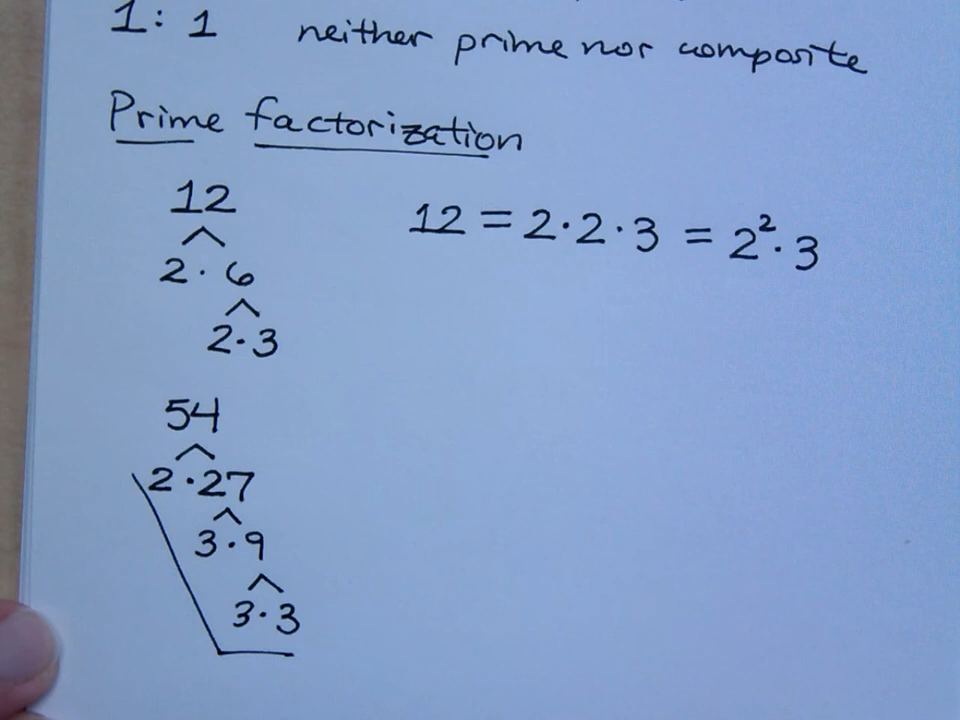 1: 1 neither prime nor composite
Prime factorization
12 12 = 2·2·3 = 2²·3
2·6
2·3
54
2·27
3·9
3·3